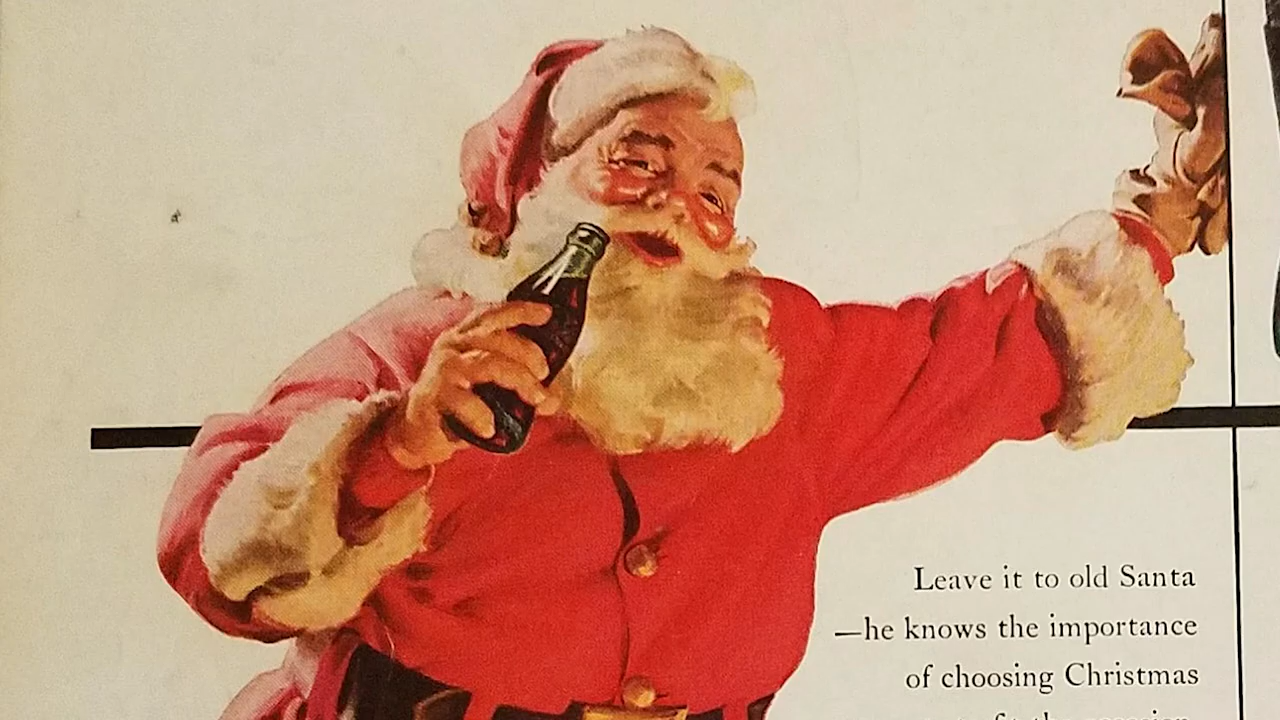 Leave it to old Santa
—he knows the importance
of choosing Christmas